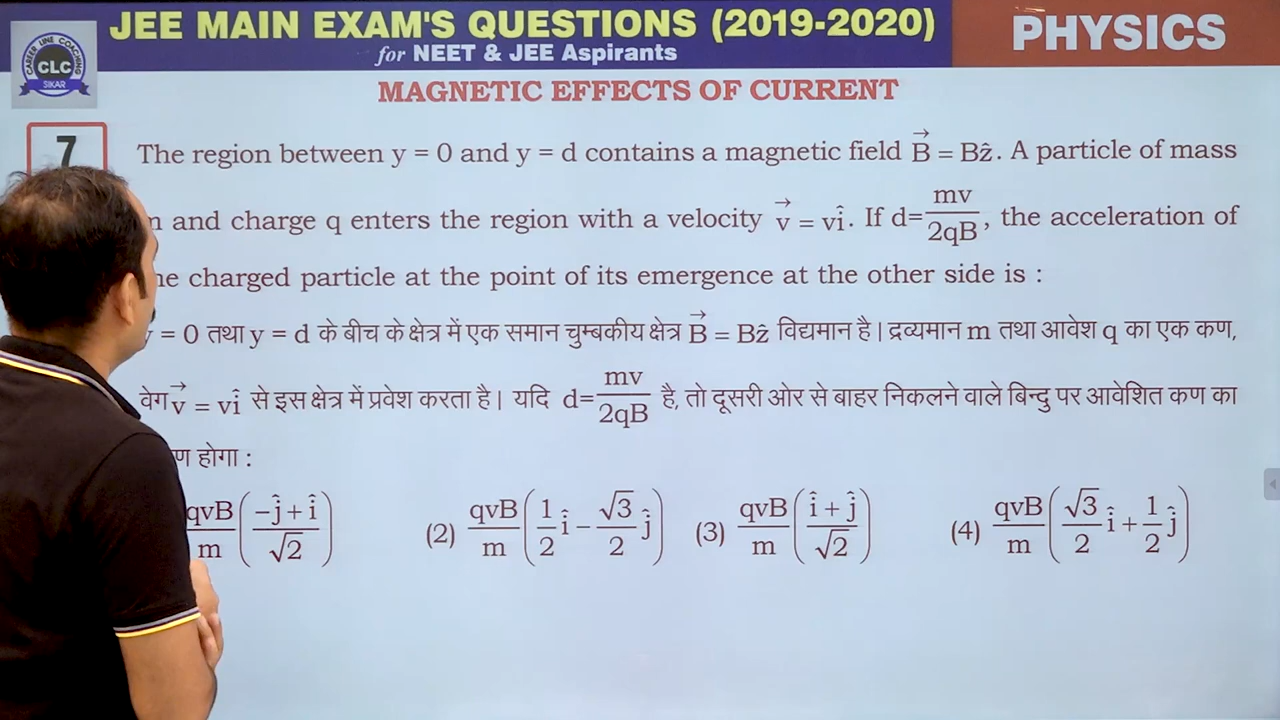 JEE MAIN EXAM'S QUESTIONS (2019-2020)
for NEET & JEE Aspirants
PHYSICS
CAREER LINE COACHING
CLC
SIKAR
MAGNETIC EFFECTS OF CURRENT
7
The region between y = 0 and y = d contains a magnetic field B⃗ = Bẑ. A particle of mass
and charge q enters the region with a velocity v⃗ = vî. If d=mv/2qB, the acceleration of
charged particle at the point of its emergence at the other side is :
= 0 तथा y = d के बीच के क्षेत्र में एक समान चुम्बकीय क्षेत्र B⃗ = Bẑ विद्यमान है। द्रव्यमान m तथा आवेश q का एक कण,
वेग v⃗ = vî से इस क्षेत्र में प्रवेश करता है। यदि d=mv/2qB है, तो दूसरी ओर से बाहर निकलने वाले बिन्दु पर आवेशित कण का
होगा :
qvB/m((-ĵ+î)/√2) (2) qvB/m(1/2 î − √3/2 ĵ) (3) qvB/m((î+ĵ)/√2) (4) qvB/m(√3/2 î + 1/2 ĵ)